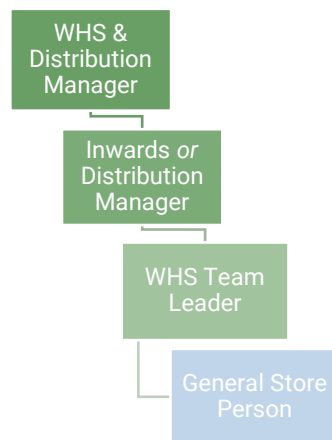 WHS &
Distribution
Manager
Inwards or
Distribution
Manager
WHS Team
Leader
General Store
Person